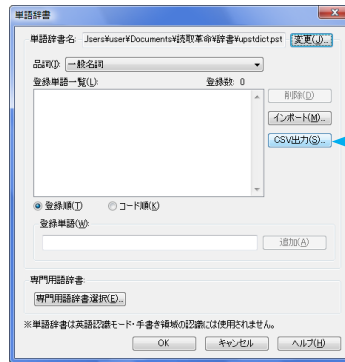 単語辞書
単語辞書名: Jsers¥user¥Documents¥読取革命¥辞書¥upstdict.pst 変更(J)...
品詞(I): 一般名詞
登録単語一覧(L): 登録数: 0
削除(D)
インポート(M)...
CSV出力(S)...
登録順(T) コード順(K)
登録単語(W):
追加(A)
専門用語辞書:
専門用語辞書選択(E)...
※単語辞書は英語認識モード・手書き領域の認識には使用されません。
OK キャンセル ヘルプ(H)